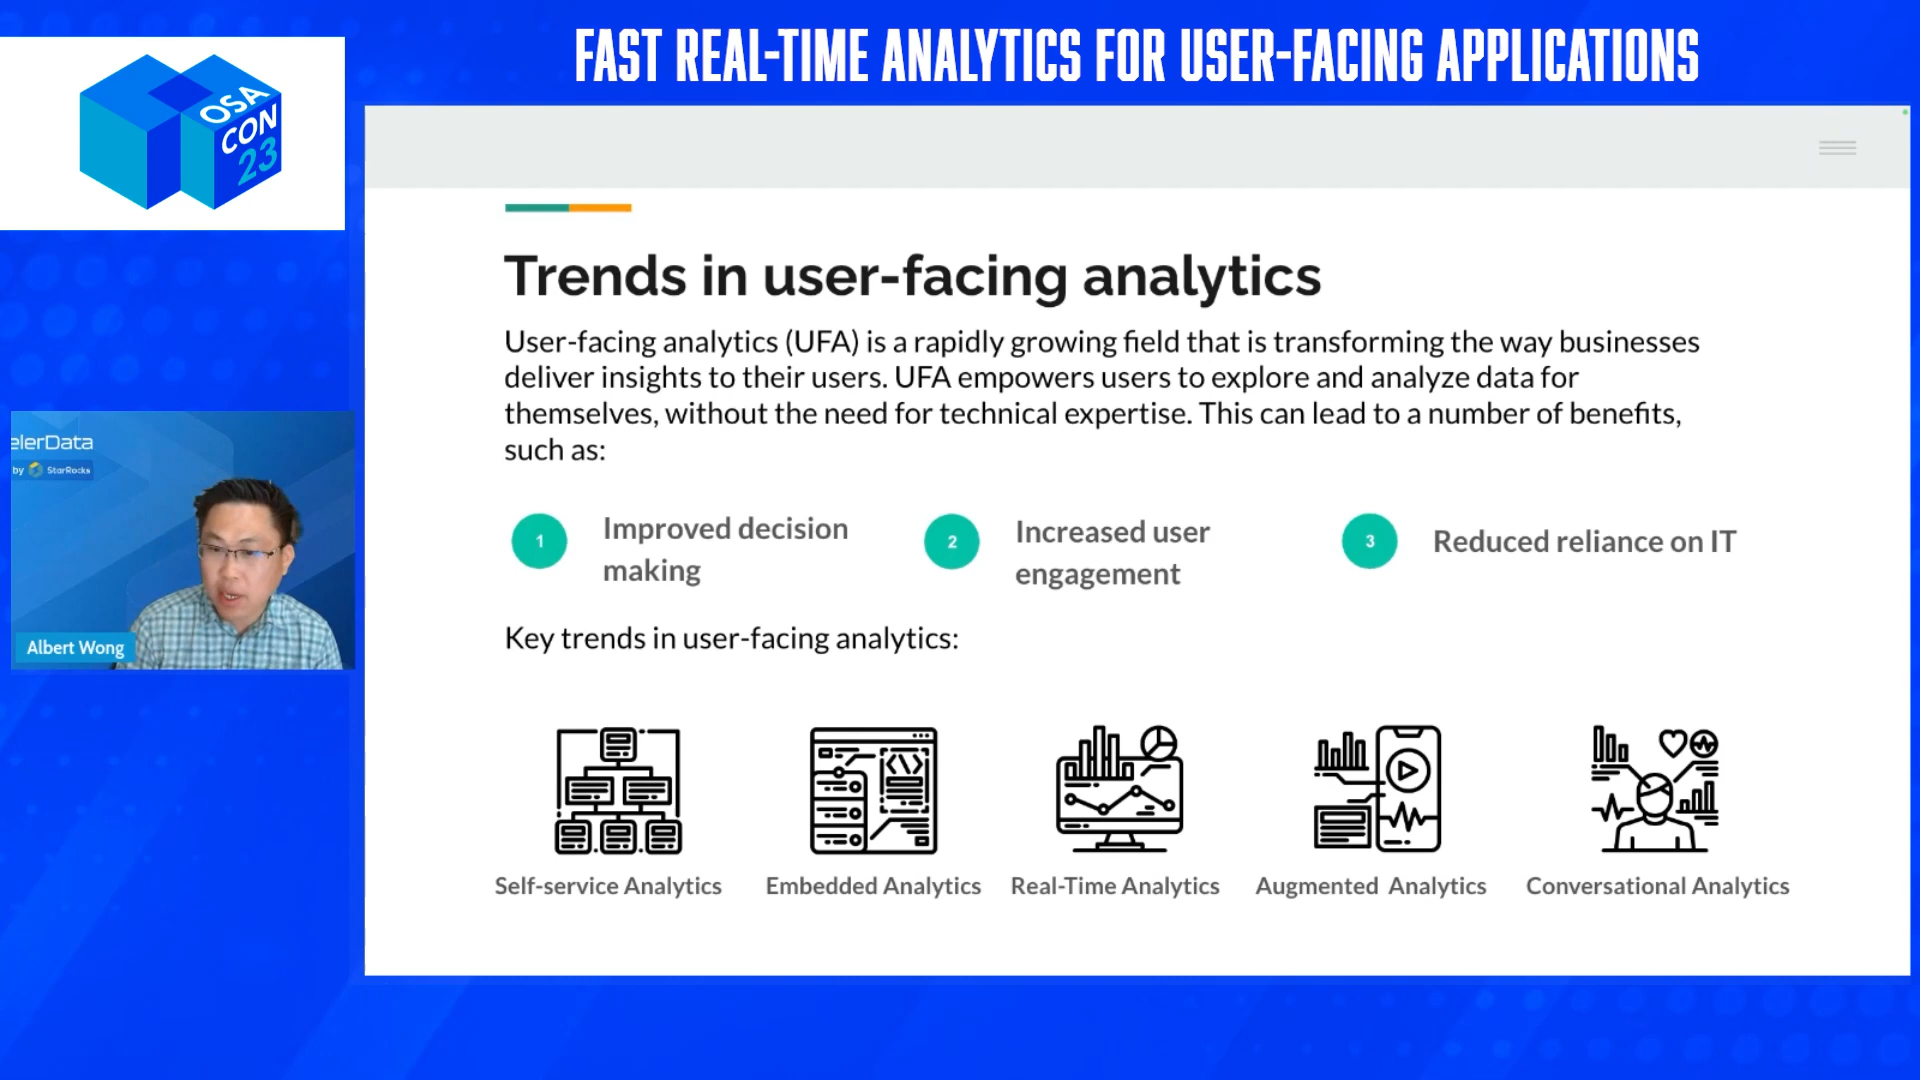 FAST REAL-TIME ANALYTICS FOR USER-FACING APPLICATIONS
OSA
CON
23
Trends in user-facing analytics
User-facing analytics (UFA) is a rapidly growing field that is transforming the way businesses
deliver insights to their users. UFA empowers users to explore and analyze data for
themselves, without the need for technical expertise. This can lead to a number of benefits,
such as:
1
Improved decision
making
2
Increased user
engagement
3
Reduced reliance on IT
Key trends in user-facing analytics:
Self-service Analytics
Embedded Analytics
Real-Time Analytics
Augmented Analytics
Conversational Analytics
elerData
by StarRocks
Albert Wong